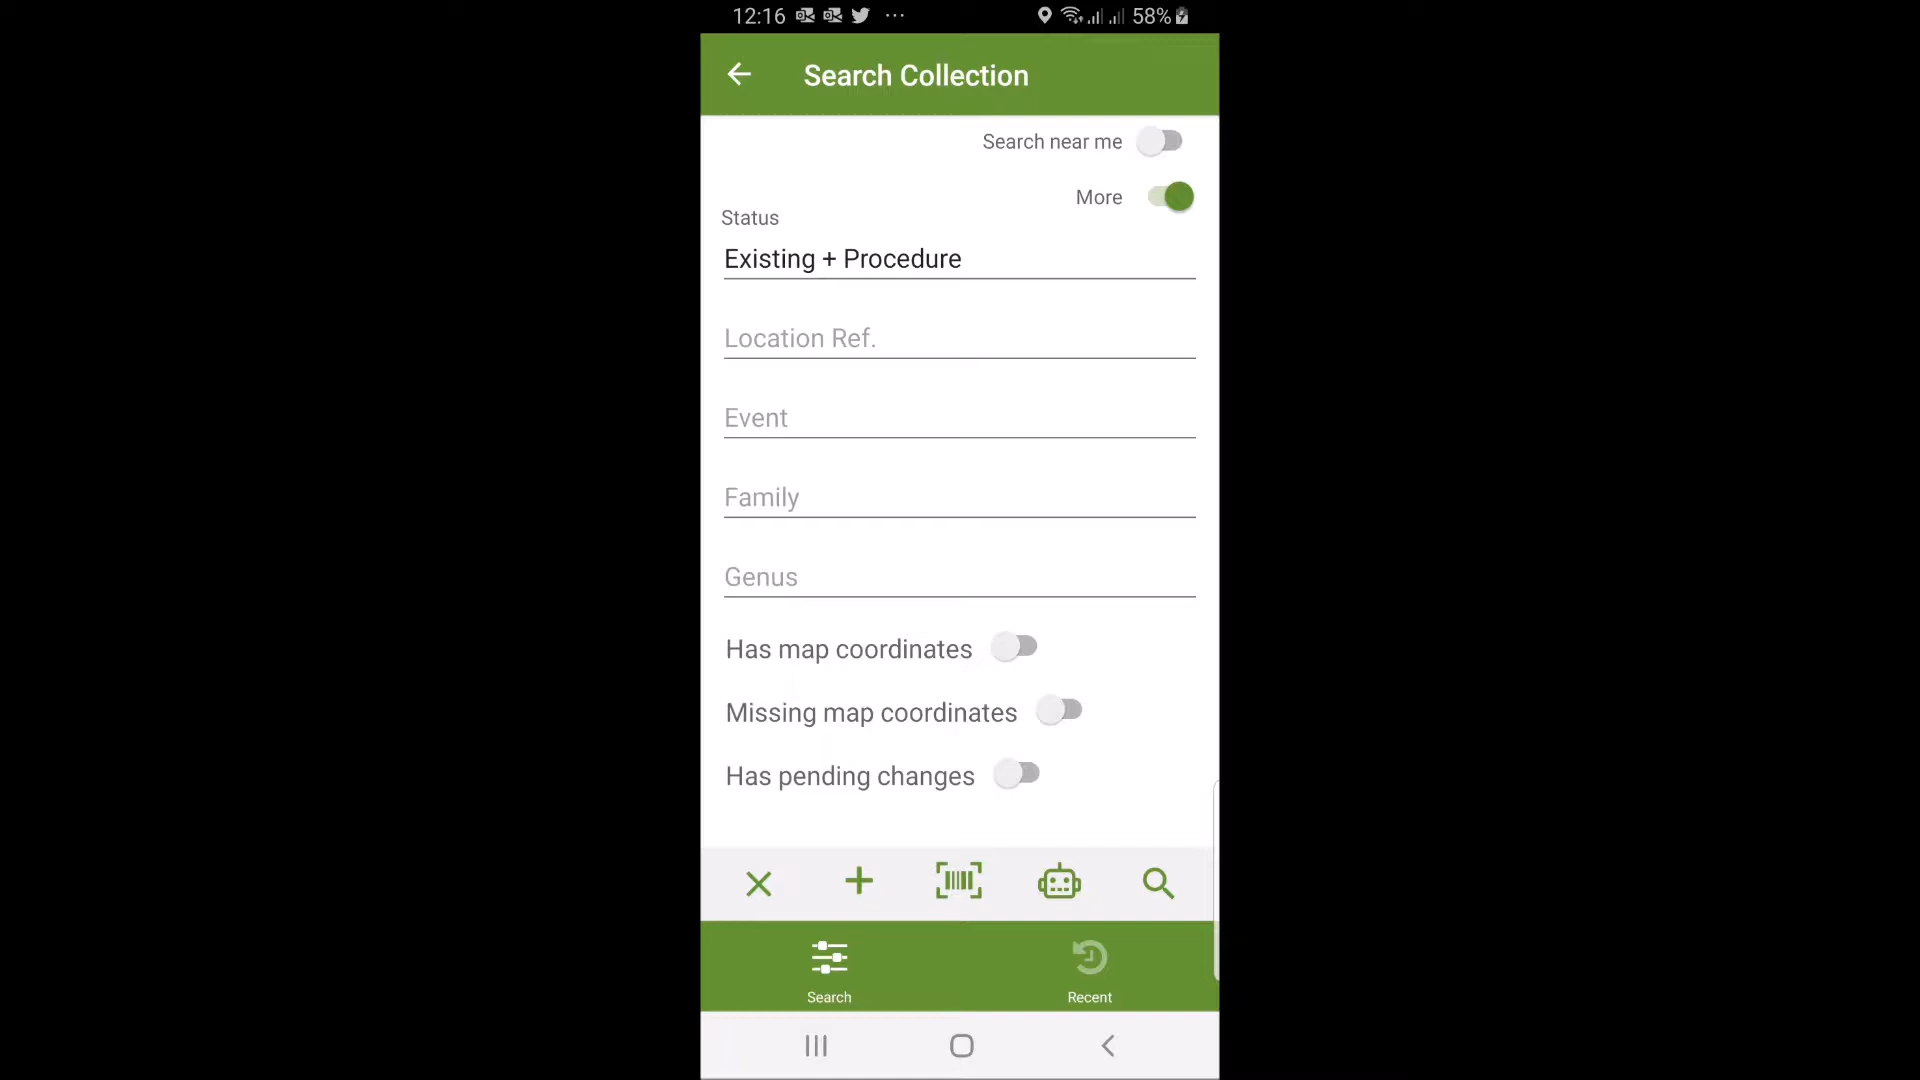 12:16 58%
Search Collection
Search near me
More
Status
Existing + Procedure
Location Ref.
Event
Family
Genus
Has map coordinates
Missing map coordinates
Has pending changes
Search Recent